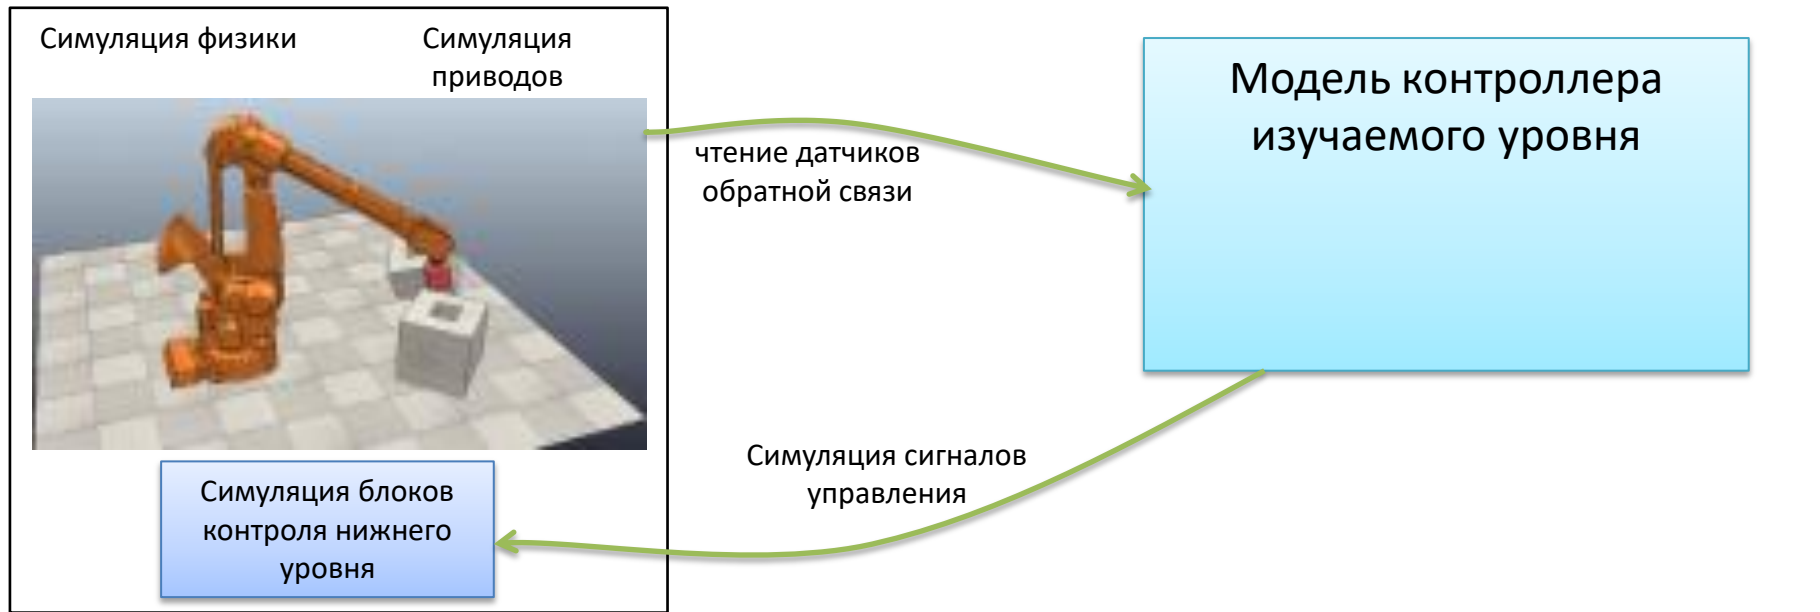 Симуляция физики
Симуляция
приводов
чтение датчиков
обратной связи
Модель контроллера
изучаемого уровня
Симуляция сигналов
управления
Симуляция блоков
контроля нижнего
уровня